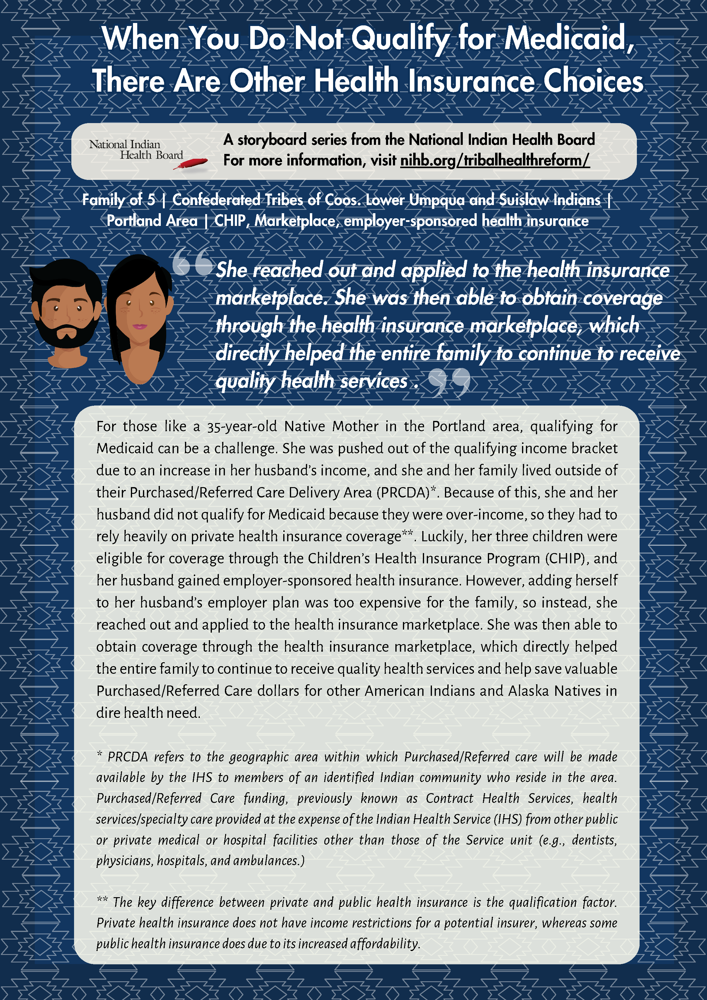 When You Do Not Qualify for Medicaid,
There Are Other Health Insurance Choices
National Indian
Health Board
A storyboard series from the National Indian Health Board
For more information, visit nihb.org/tribalhealthreform/
Family of 5 | Confederated Tribes of Coos. Lower Umpqua and Suislaw Indians |
Portland Area | CHIP, Marketplace, employer-sponsored health insurance
“She reached out and applied to the health insurance
marketplace. She was then able to obtain coverage
through the health insurance marketplace, which
directly helped the entire family to continue to receive
quality health services .”
For those like a 35-year-old Native Mother in the Portland area, qualifying for
Medicaid can be a challenge. She was pushed out of the qualifying income bracket
due to an increase in her husband’s income, and she and her family lived outside of
their Purchased/Referred Care Delivery Area (PRCDA)*. Because of this, she and her
husband did not qualify for Medicaid because they were over-income, so they had to
rely heavily on private health insurance coverage**. Luckily, her three children were
eligible for coverage through the Children’s Health Insurance Program (CHIP), and
her husband gained employer-sponsored health insurance. However, adding herself
to her husband’s employer plan was too expensive for the family, so instead, she
reached out and applied to the health insurance marketplace. She was then able to
obtain coverage through the health insurance marketplace, which directly helped
the entire family to continue to receive quality health services and help save valuable
Purchased/Referred Care dollars for other American Indians and Alaska Natives in
dire health need.
* PRCDA refers to the geographic area within which Purchased/Referred care will be made
available by the IHS to members of an identified Indian community who reside in the area.
Purchased/Referred Care funding, previously known as Contract Health Services, health
services/specialty care provided at the expense of the Indian Health Service (IHS) from other public
or private medical or hospital facilities other than those of the Service unit (e.g., dentists,
physicians, hospitals, and ambulances.)
** The key difference between private and public health insurance is the qualification factor.
Private health insurance does not have income restrictions for a potential insurer, whereas some
public health insurance does due to its increased affordability.